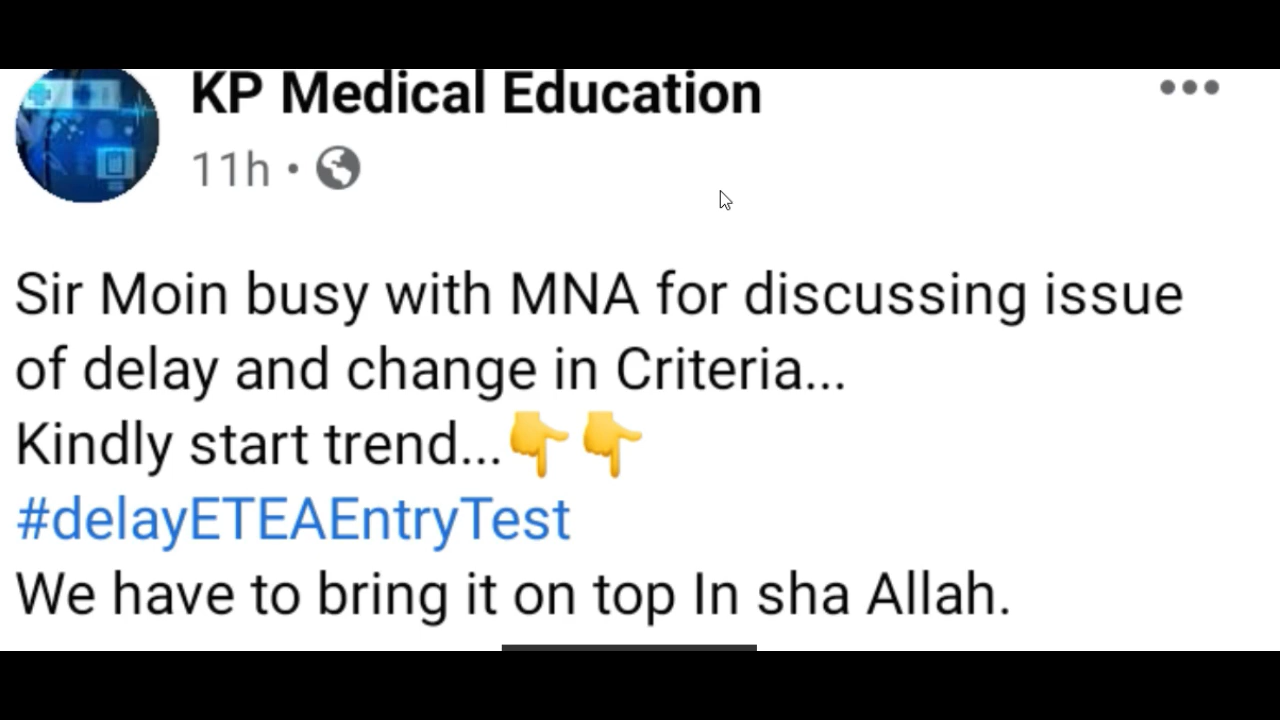 KP Medical Education
11h •
Sir Moin busy with MNA for discussing issue
of delay and change in Criteria...
Kindly start trend...👇👇
#delayETEAEntryTest
We have to bring it on top In sha Allah.